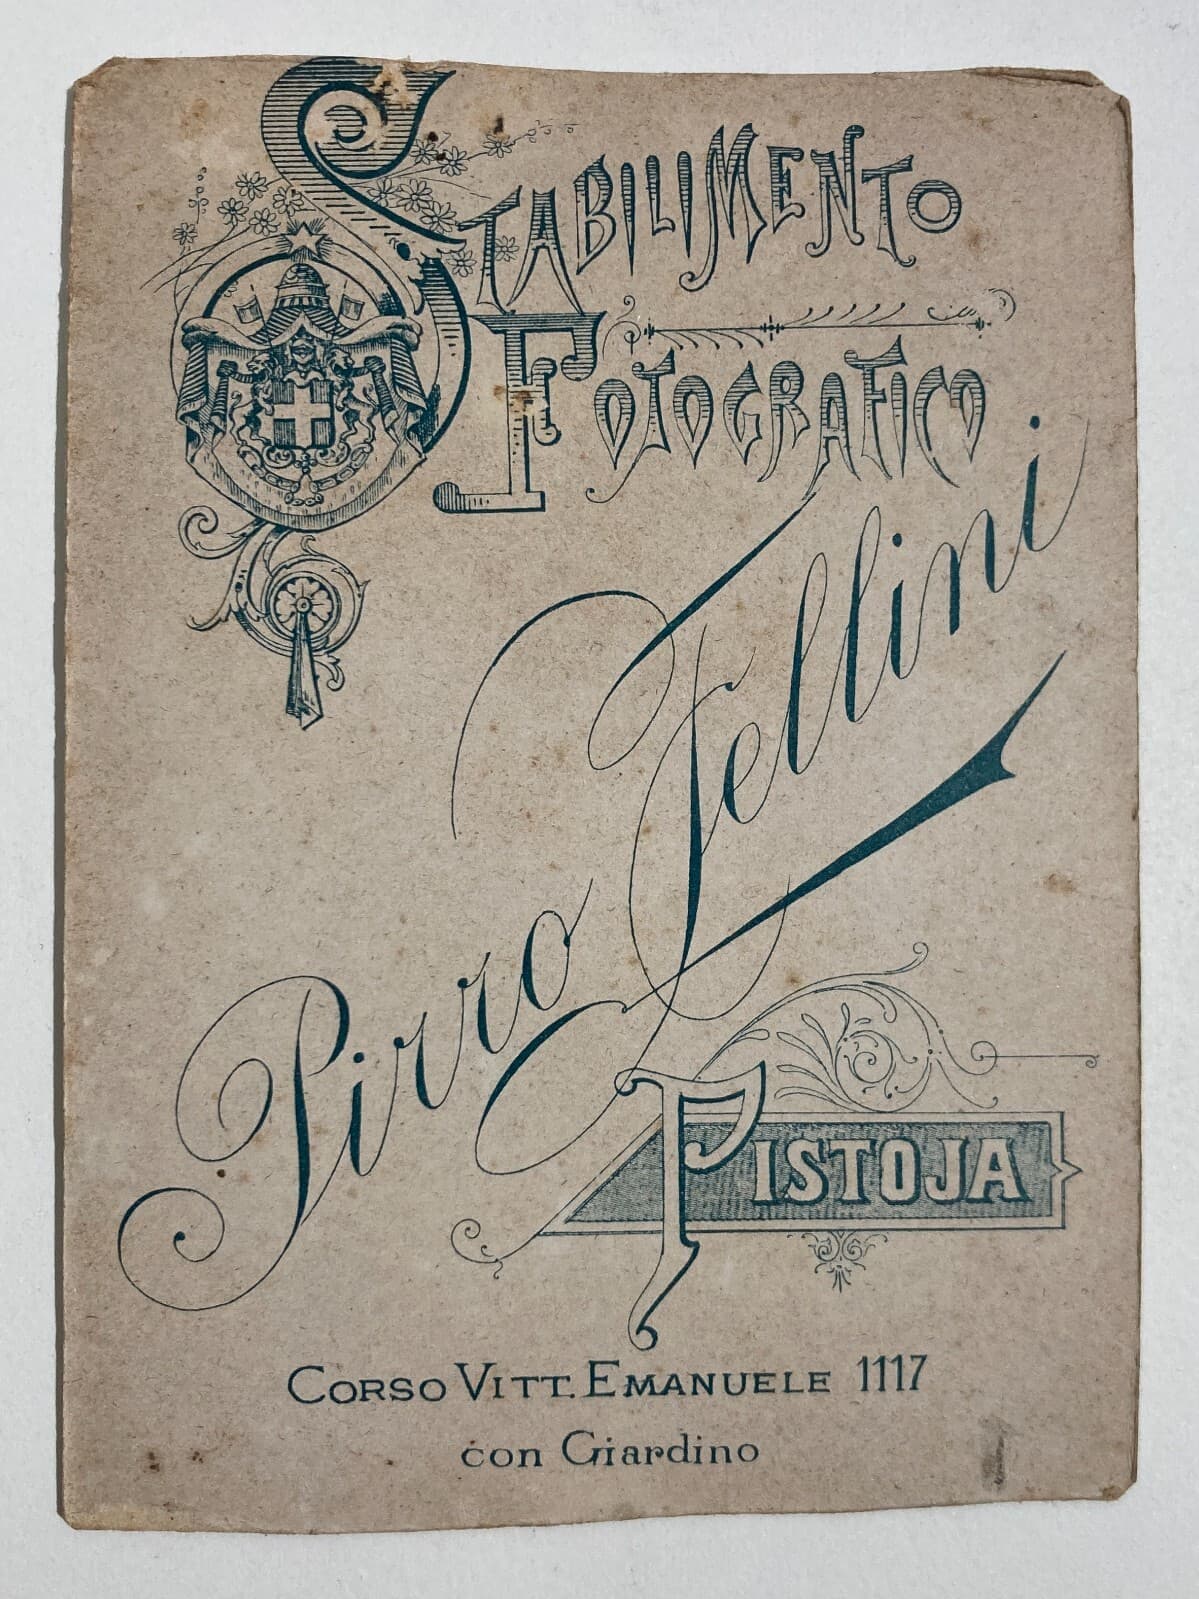 STABILIMENTO
FOTOGRAFICO
Pirro Fellini
PISTOJA
CORSO VITT. EMANUELE 1117
con Giardino